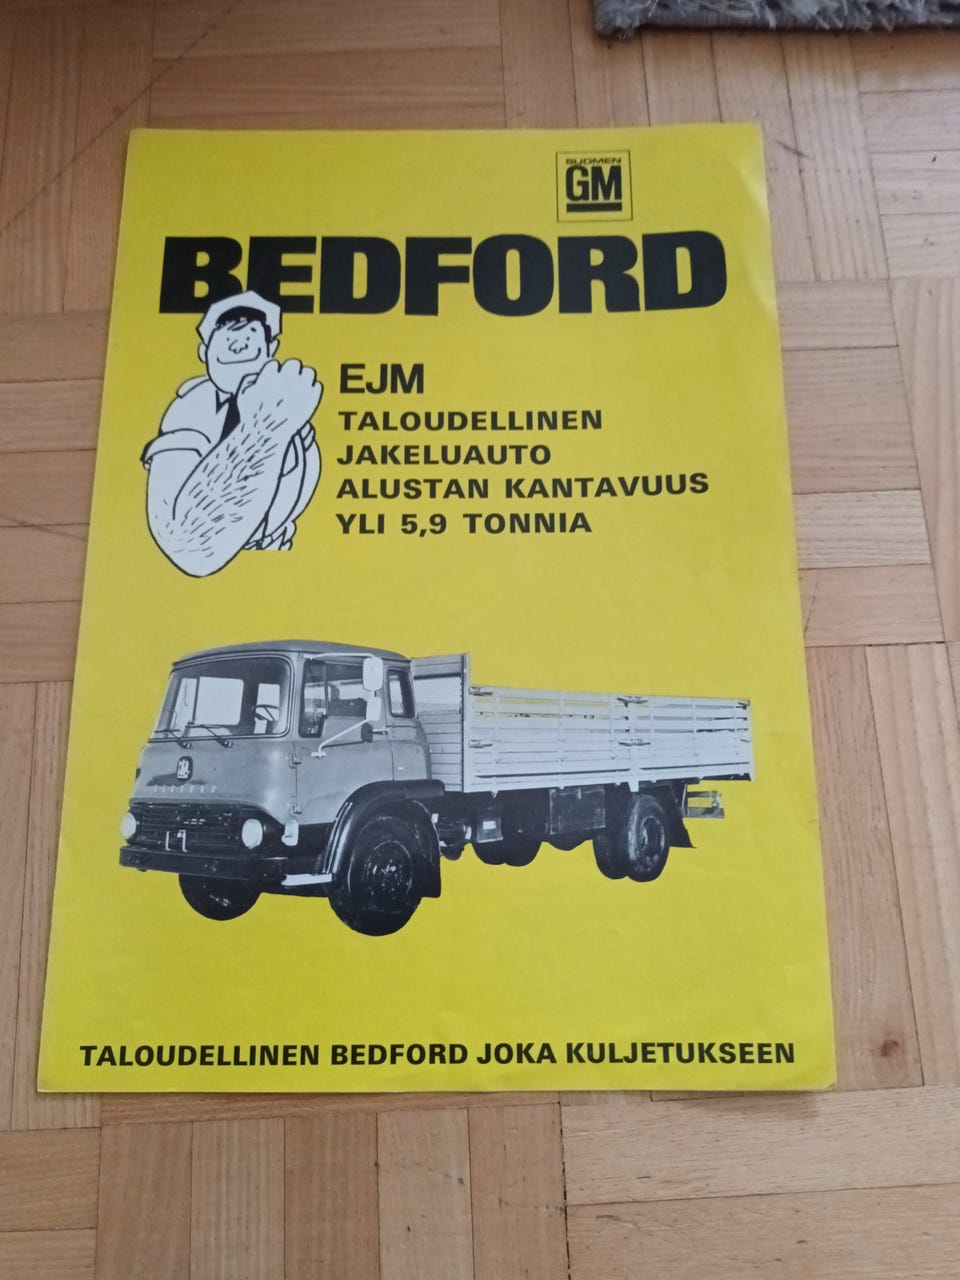 SUOMEN
GM
BEDFORD
EJM
TALOUDELLINEN
JAKELUAUTO
ALUSTAN KANTAVUUS
YLI 5,9 TONNIA
BEDFORD
TALOUDELLINEN BEDFORD JOKA KULJETUKSEEN